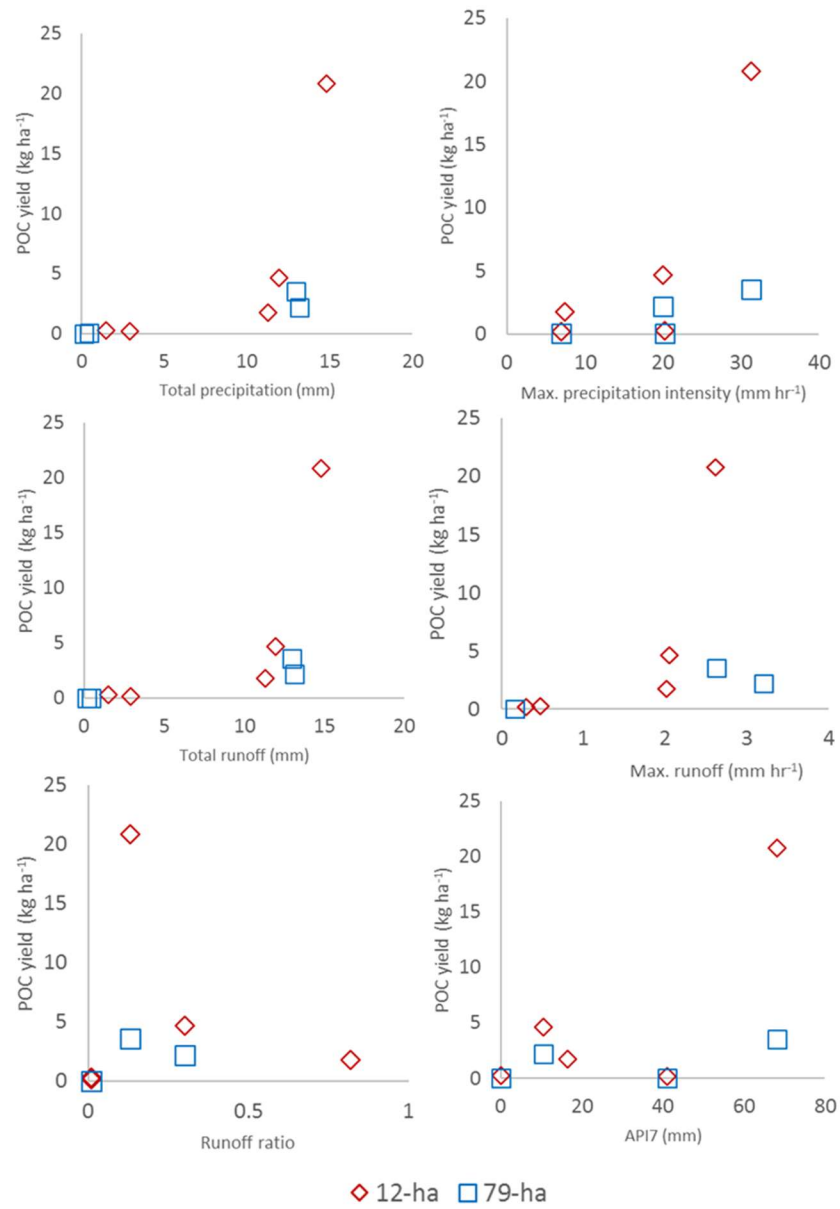 POC yield (kg ha⁻¹)
25
20
15
10
5
0
0 5 10 15 20
Total precipitation (mm)
POC yield (kg ha⁻¹)
25
20
15
10
5
0
0 10 20 30 40
Max. precipitation intensity (mm hr⁻¹)
POC yield (kg ha⁻¹)
25
20
15
10
5
0
0 5 10 15 20
Total runoff (mm)
POC yield (kg ha⁻¹)
25
20
15
10
5
0
0 1 2 3 4
Max. runoff (mm hr⁻¹)
POC yield (kg ha⁻¹)
25
20
15
10
5
0
0 0.5 1
Runoff ratio
POC yield (kg ha⁻¹)
25
20
15
10
5
0
0 20 40 60 80
API7 (mm)
12-ha 79-ha